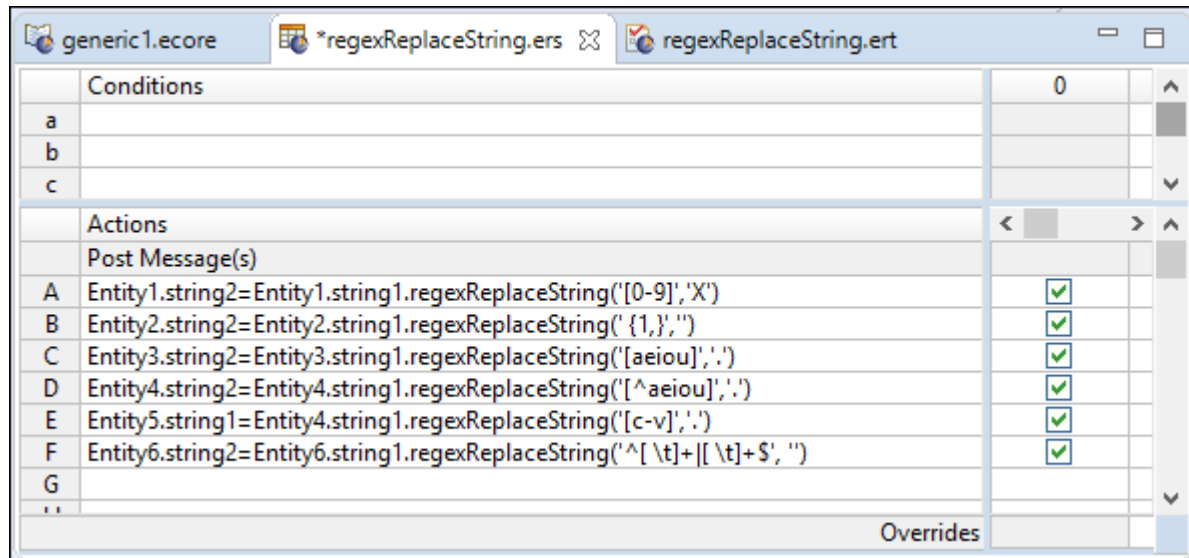 generic1.ecore *regexReplaceString.ers regexReplaceString.ert
Conditions 0
a
b
c
Actions
Post Message(s)
A Entity1.string2=Entity1.string1.regexReplaceString('[0-9]','X')
B Entity2.string2=Entity2.string1.regexReplaceString(' {1,}','')
C Entity3.string2=Entity3.string1.regexReplaceString('[aeiou]','.')
D Entity4.string2=Entity4.string1.regexReplaceString('[^aeiou]','.')
E Entity5.string1=Entity4.string1.regexReplaceString('[c-v]','.')
F Entity6.string2=Entity6.string1.regexReplaceString('^[ \t]+|[ \t]+$', '')
G
Overrides